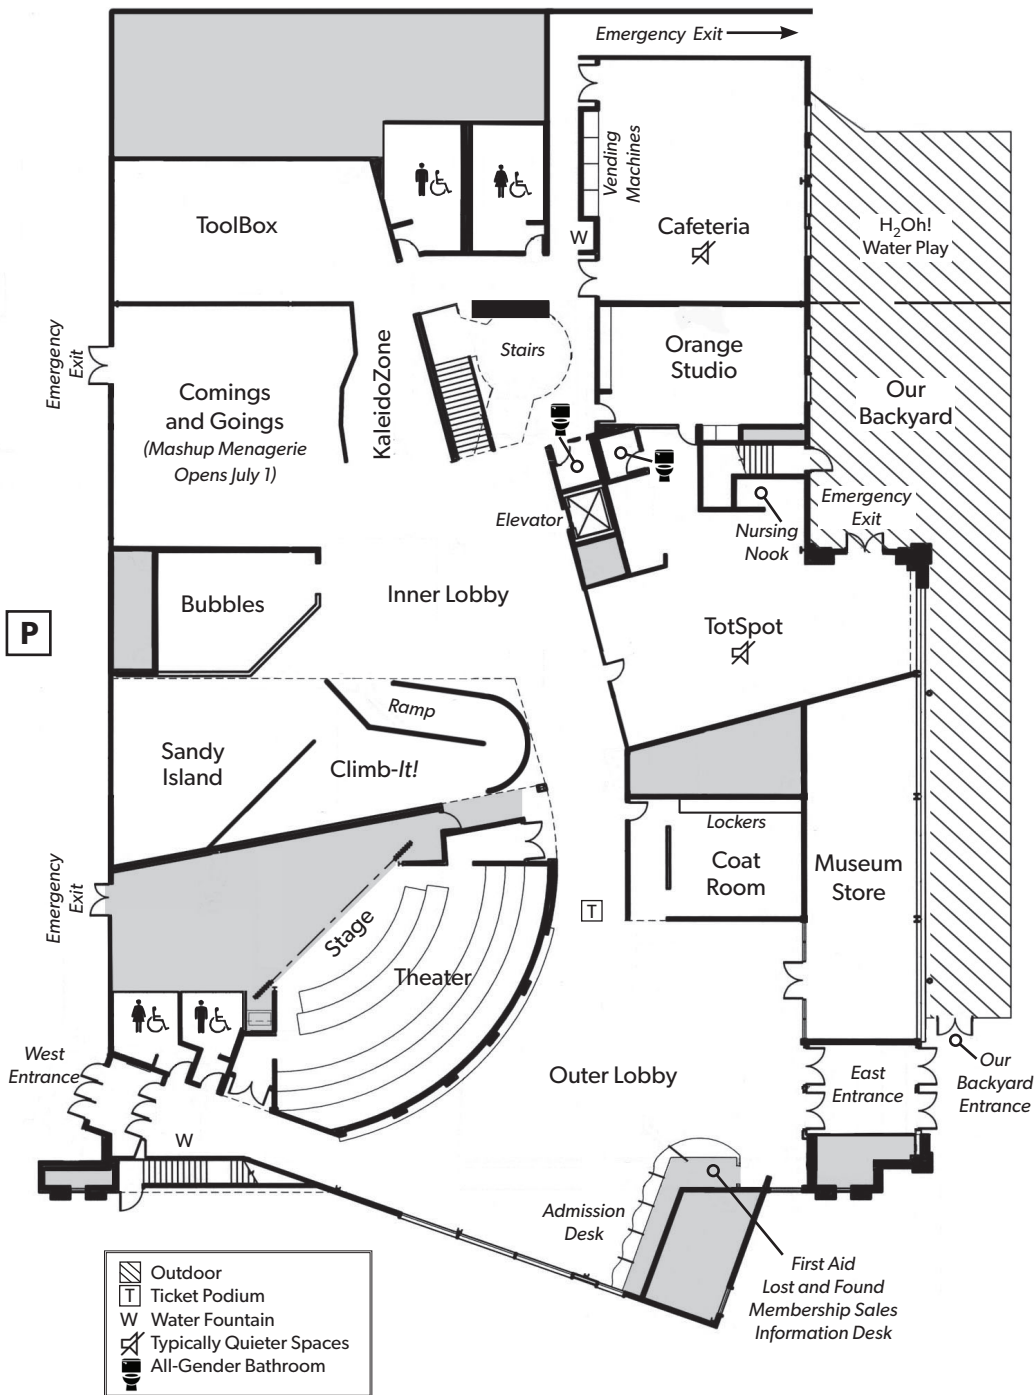 Emergency Exit
Vending
Machines
ToolBox
W
Cafeteria
H₂Oh!
Water Play
Emergency
Exit
Comings
and Goings
(Mashup Menagerie
Opens July 1)
KaleidoZone
Stairs
Orange
Studio
Our
Backyard
Elevator
Nursing
Nook
Emergency
Exit
P
Bubbles
Inner Lobby
TotSpot
Ramp
Sandy
Island
Climb-It!
Lockers
Coat
Room
Museum
Store
Emergency
Exit
T
Stage
Theater
West
Entrance
Outer Lobby
East
Entrance
Our
Backyard
Entrance
W
Admission
Desk
First Aid
Lost and Found
Membership Sales
Information Desk
Outdoor
T Ticket Podium
W Water Fountain
Typically Quieter Spaces
All-Gender Bathroom